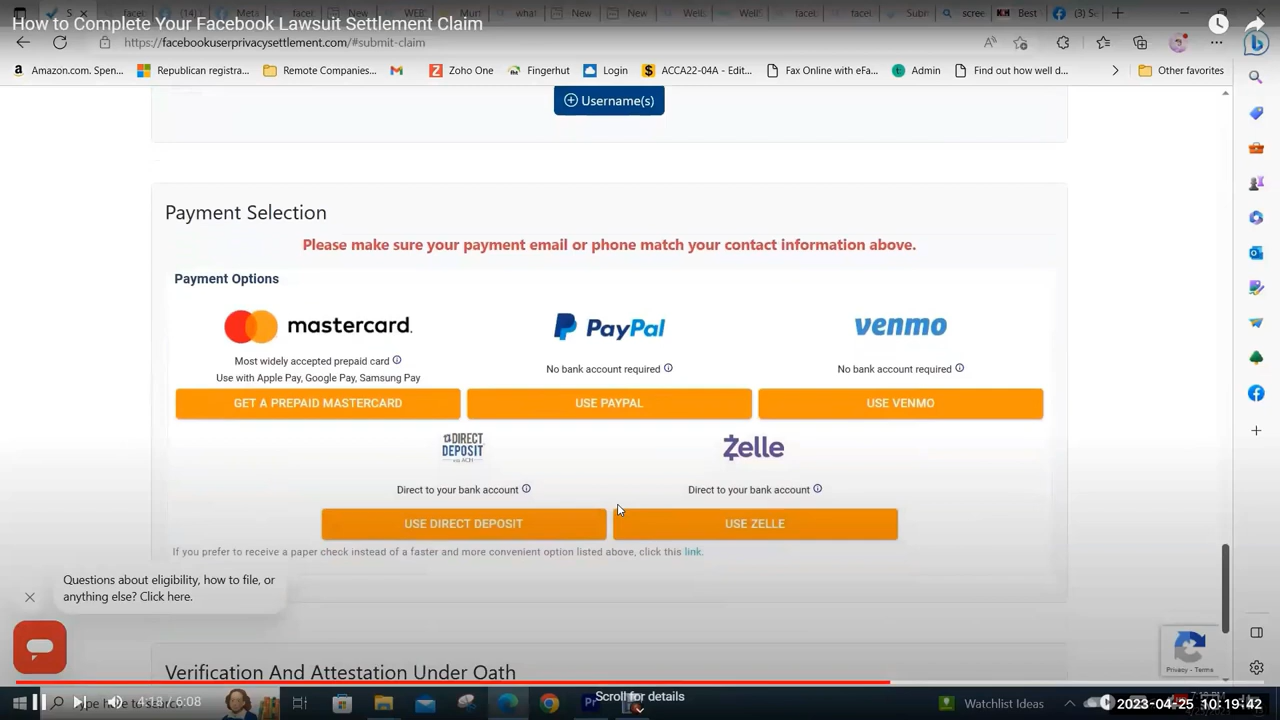 How to Complete Your Facebook Lawsuit Settlement Claim
https://facebookuserprivacysettlement.com/#submit-claim
Amazon.com. Spen... Republican registra... Remote Companies... Zoho One Fingerhut Login ACCA22-04A - Edit... Fax Online with eFa... Admin Find out how well d... Other favorites
Username(s)
Payment Selection
Please make sure your payment email or phone match your contact information above.
Payment Options
mastercard. PayPal venmo
Most widely accepted prepaid card
Use with Apple Pay, Google Pay, Samsung Pay
No bank account required
No bank account required
GET A PREPAID MASTERCARD USE PAYPAL USE VENMO
DIRECT
DEPOSIT
via ACH
Zelle
Direct to your bank account Direct to your bank account
USE DIRECT DEPOSIT USE ZELLE
If you prefer to receive a paper check instead of a faster and more convenient option listed above, click this link.
Questions about eligibility, how to file, or
anything else? Click here.
Privacy - Terms
Verification And Attestation Under Oath
4:18 / 6:08
Scroll for details
Watchlist Ideas
2023-04-25 10:19:42